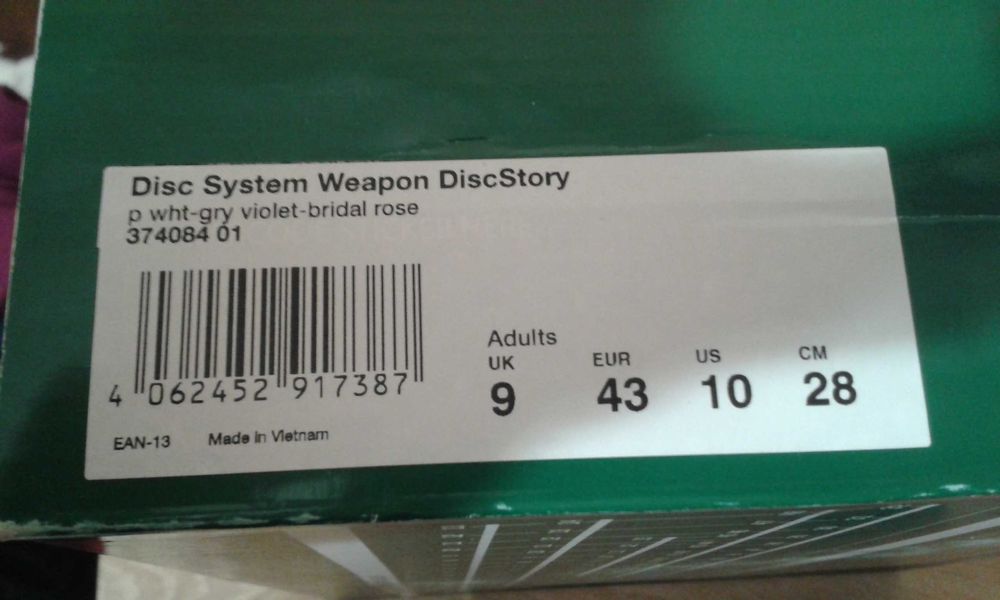 Disc System Weapon DiscStory
p wht-gry violet-bridal rose
374084 01
4 062452 917387
EAN-13 Made in Vietnam
Adults
UK EUR US CM
9 43 10 28